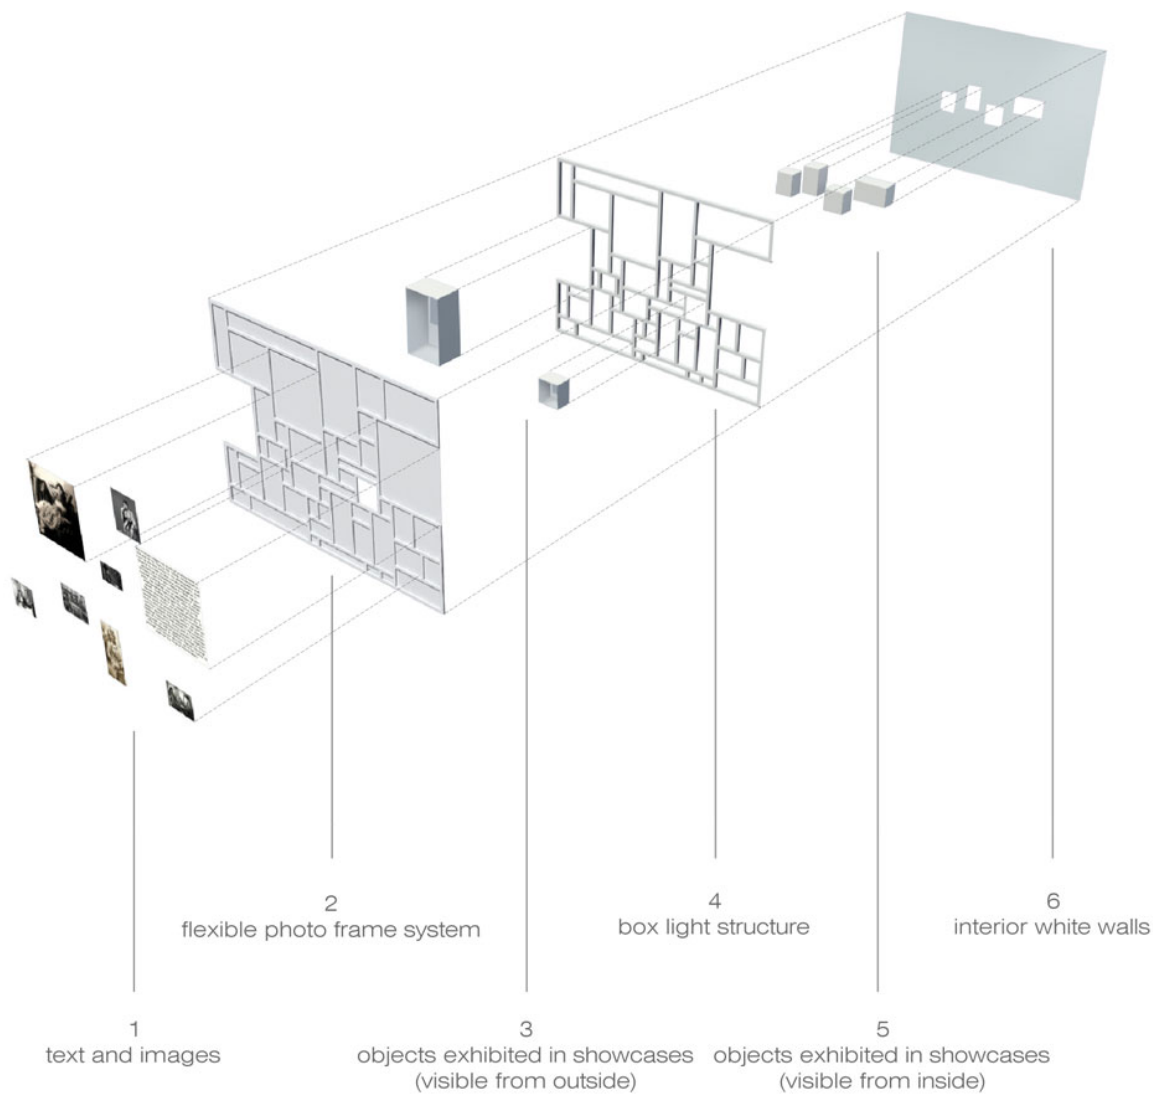 2
flexible photo frame system
4
box light structure
6
interior white walls
1
text and images
3
objects exhibited in showcases
(visible from outside)
5
objects exhibited in showcases
(visible from inside)